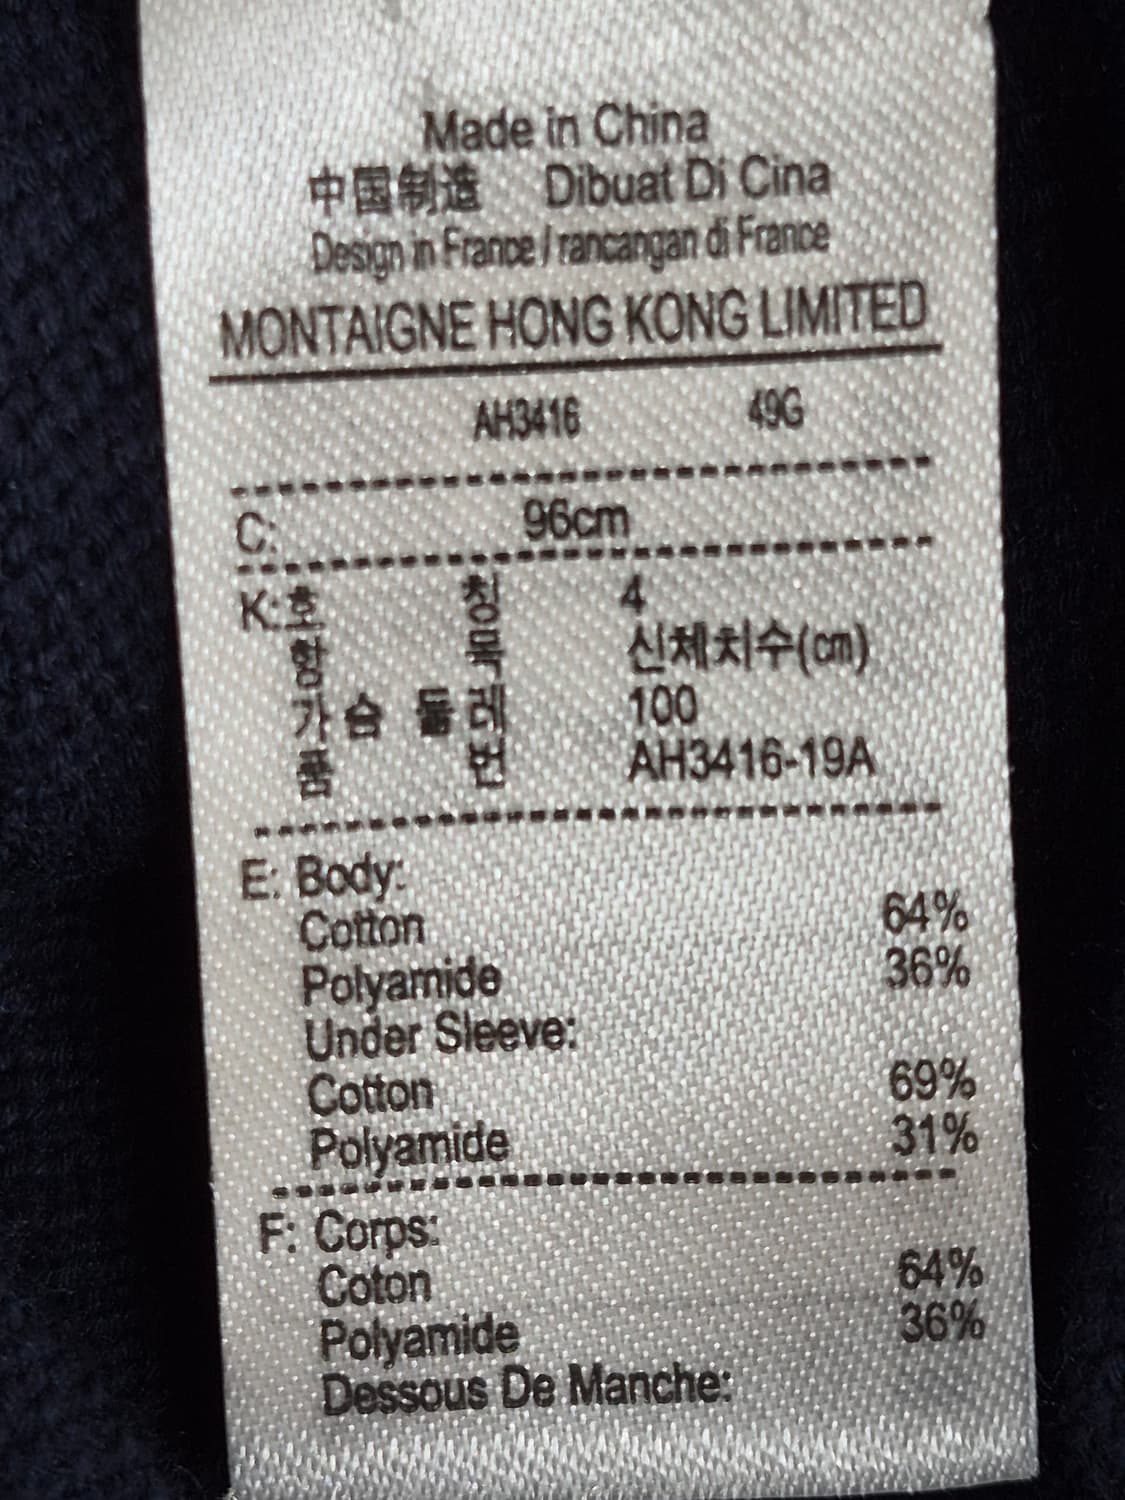 Made in China
中国制造 Dibuat Di Cina
Design in France / rancangan di France
MONTAIGNE HONG KONG LIMITED
AH3416 49G
C: 96cm
K: 호 칭 4
항 목 신체치수(cm)
가 슴 둘 레 100
품 번 AH3416-19A
E: Body:
Cotton 64%
Polyamide 36%
Under Sleeve:
Cotton 69%
Polyamide 31%
F: Corps:
Coton 64%
Polyamide 36%
Dessous De Manche: